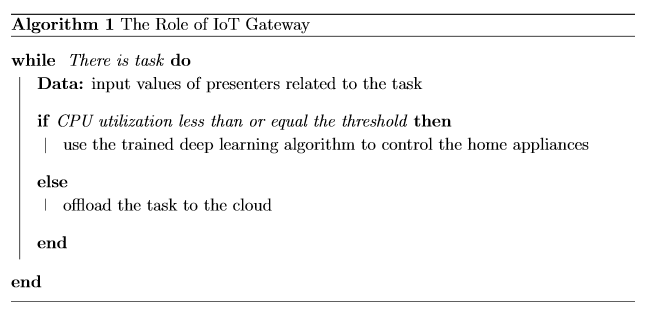 Algorithm 1 The Role of IoT Gateway
while There is task do
Data: input values of presenters related to the task
if CPU utilization less than or equal the threshold then
use the trained deep learning algorithm to control the home appliances
else
offload the task to the cloud
end
end